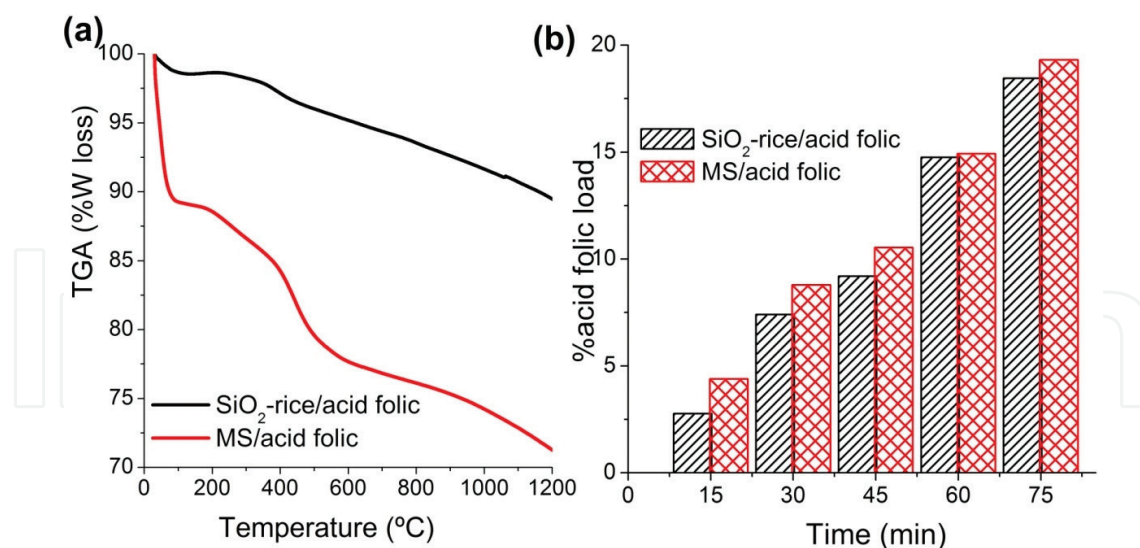 (a)
100
95
90
85
80
75
70
TGA (%W loss)
SiO₂-rice/acid folic
MS/acid folic
0 200 400 600 800 1000 1200
Temperature (ºC)
(b)
20
15
10
5
0
%acid folic load
SiO₂-rice/acid folic
MS/acid folic
0 15 30 45 60 75
Time (min)